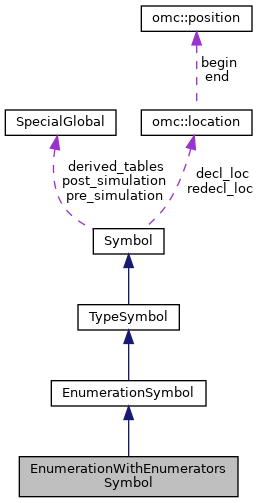 omc::position
begin
end
SpecialGlobal
omc::location
derived_tables
post_simulation
pre_simulation
decl_loc
redecl_loc
Symbol
TypeSymbol
EnumerationSymbol
EnumerationWithEnumerators
Symbol